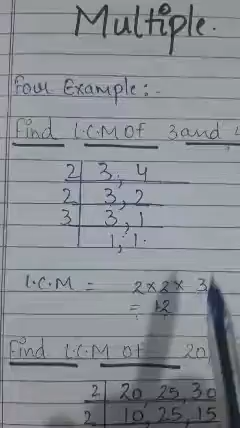 Multiple.
Four Example:-
Find L.C.M Of 3 and 4
2 | 3, 4
2 | 3, 2
3 | 3, 1
1, 1.
L.C.M = 2 × 2 × 3
= 12
Find L.C.M Of 20
2 | 20, 25, 30
2 | 10, 25, 15